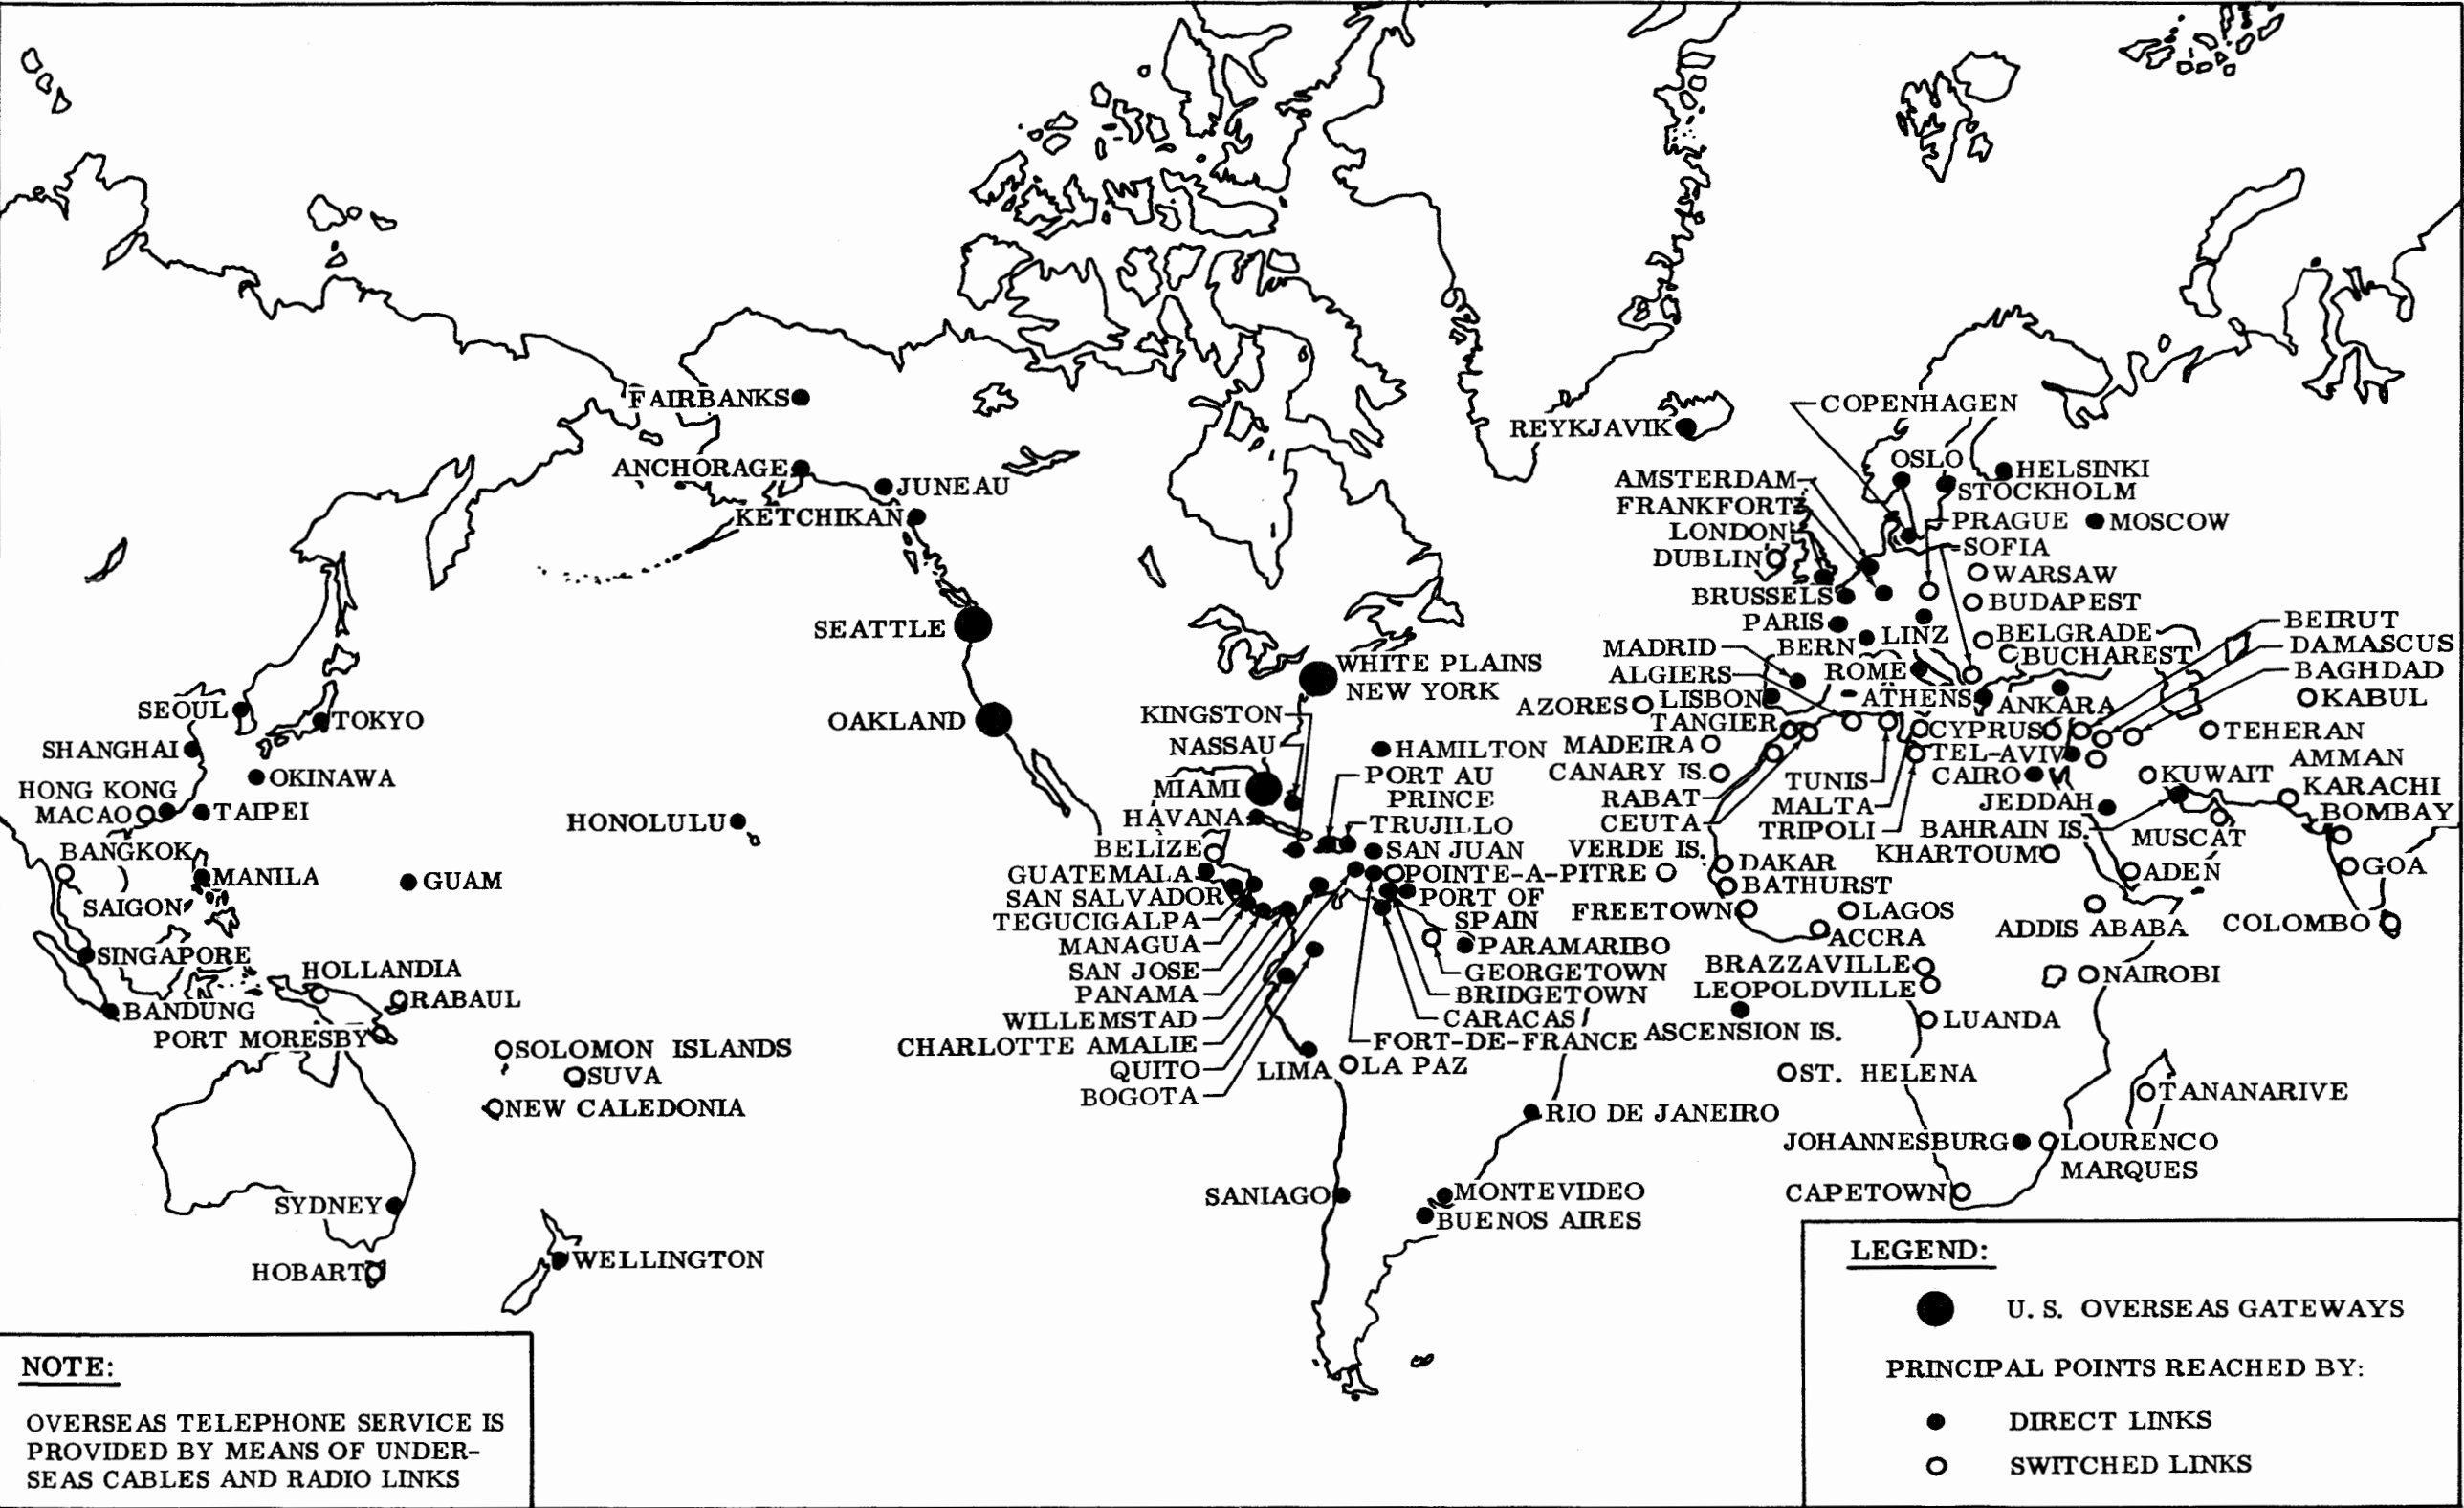 FAIRBANKS
ANCHORAGE
JUNEAU
KETCHIKAN
SEATTLE
OAKLAND
WHITE PLAINS
NEW YORK
SEOUL
TOKYO
SHANGHAI
OKINAWA
HONG KONG
MACAO
TAIPEI
HONOLULU
BANGKOK
MANILA
GUAM
SAIGON
SINGAPORE
HOLLANDIA
RABAUL
BANDUNG
PORT MORESBY
SOLOMON ISLANDS
SUVA
NEW CALEDONIA
SYDNEY
HOBART
WELLINGTON
KINGSTON
NASSAU
MIAMI
HAVANA
BELIZE
GUATEMALA
SAN SALVADOR
TEGUCIGALPA
MANAGUA
SAN JOSE
PANAMA
WILLEMSTAD
CHARLOTTE AMALIE
QUITO
BOGOTA
HAMILTON
PORT AU
PRINCE
TRUJILLO
SAN JUAN
POINTE-A-PITRE
PORT OF
SPAIN
PARAMARIBO
GEORGETOWN
BRIDGETOWN
CARACAS
FORT-DE-FRANCE
LIMA
LA PAZ
RIO DE JANEIRO
SANIAGO
MONTEVIDEO
BUENOS AIRES
REYKJAVIK
COPENHAGEN
OSLO
HELSINKI
STOCKHOLM
AMSTERDAM
FRANKFORT
LONDON
DUBLIN
PRAGUE
MOSCOW
SOFIA
WARSAW
BRUSSELS
BUDAPEST
PARIS
BERN
LINZ
BELGRADE
BUCHAREST
MADRID
ALGIERS
ROME
AZORES
LISBON
ATHENS
ANKARA
TANGIER
CYPRUS
MADEIRA
TEL-AVIV
CANARY IS.
TUNIS
CAIRO
RABAT
MALTA
JEDDAH
CEUTA
TRIPOLI
BAHRAIN IS.
BEIRUT
DAMASCUS
BAGHDAD
KABUL
TEHERAN
AMMAN
KUWAIT
KARACHI
BOMBAY
MUSCAT
VERDE IS.
KHARTOUM
DAKAR
ADEN
GOA
BATHURST
FREETOWN
LAGOS
ACCRA
ADDIS ABABA
COLOMBO
BRAZZAVILLE
LEOPOLDVILLE
NAIROBI
ASCENSION IS.
LUANDA
ST. HELENA
TANANARIVE
JOHANNESBURG
LOURENCO
MARQUES
CAPETOWN
NOTE:
OVERSEAS TELEPHONE SERVICE IS
PROVIDED BY MEANS OF UNDER-
SEAS CABLES AND RADIO LINKS
LEGEND:
U. S. OVERSEAS GATEWAYS
PRINCIPAL POINTS REACHED BY:
DIRECT LINKS
SWITCHED LINKS